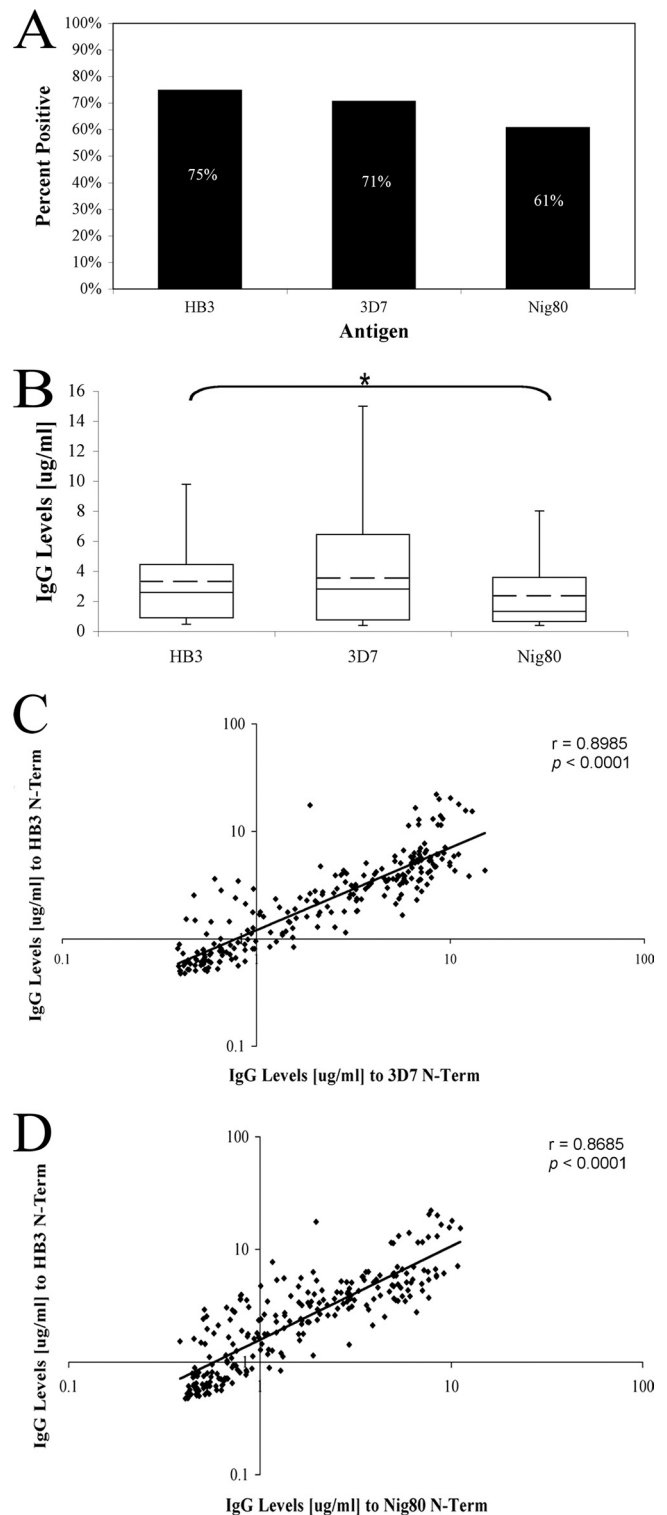 A
100%
90%
80%
70%
60%
50%
40%
30%
20%
10%
0%
Percent Positive
75%
71%
61%
HB3
3D7
Nig80
Antigen
B
*
16
14
12
10
8
6
4
2
0
IgG Levels [ug/ml]
HB3
3D7
Nig80
C
100
r = 0.8985
p < 0.0001
IgG Levels [ug/ml] to HB3 N-Term
10
0.1
1
10
100
0.1
IgG Levels [ug/ml] to 3D7 N-Term
D
100
r = 0.8685
p < 0.0001
IgG Levels [ug/ml] to HB3 N-Term
10
0.1
1
10
100
0.1
IgG Levels [ug/ml] to Nig80 N-Term